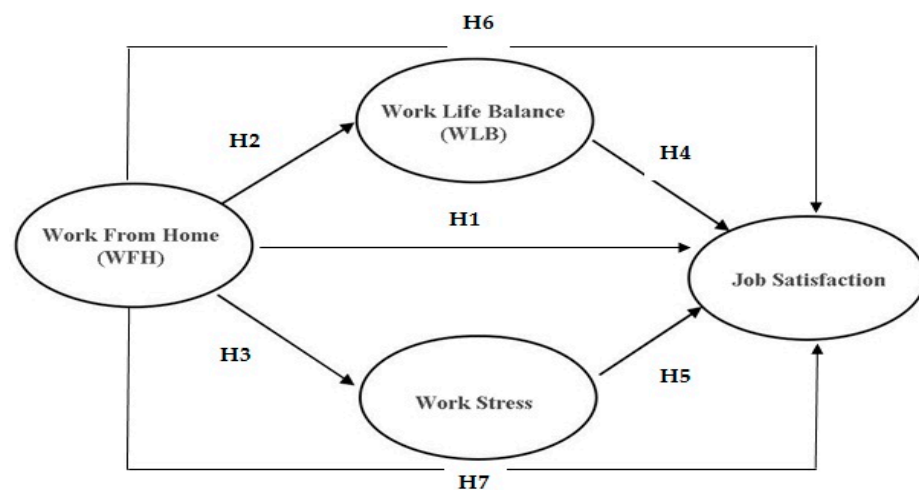 H6
Work Life Balance
(WLB)
H2
H4
H1
Work From Home
(WFH)
Job Satisfaction
H3
H5
Work Stress
H7